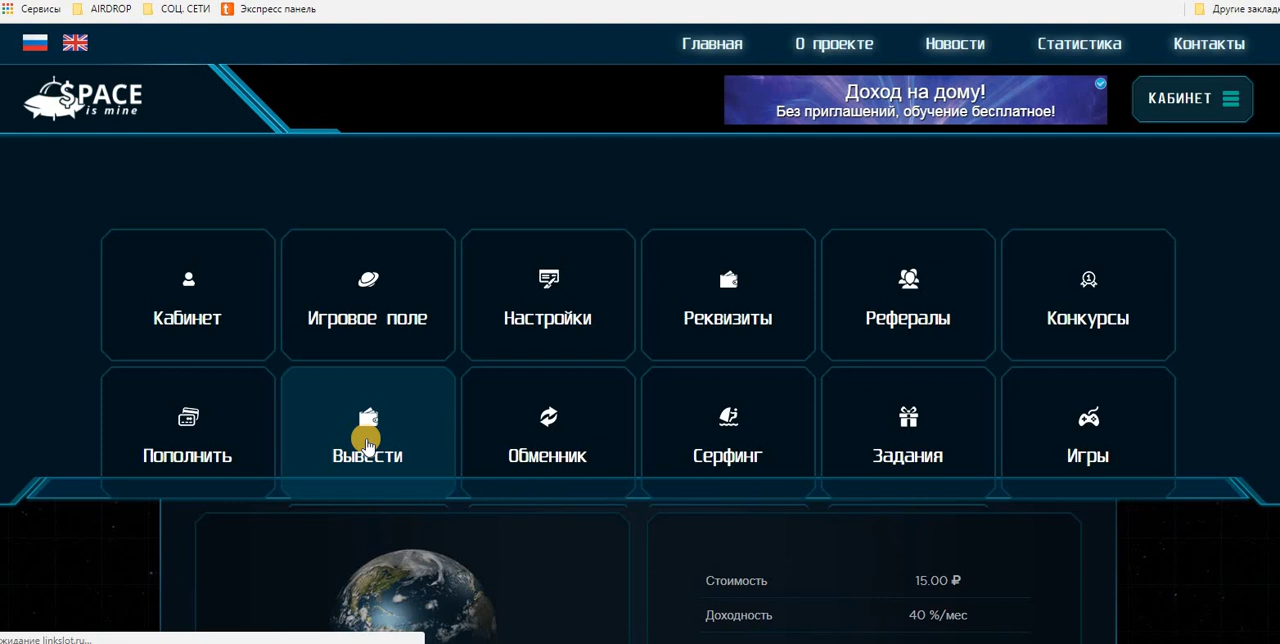 Сервисы AIRDROP СОЦ. СЕТИ Экспресс панель Другие закладк
Главная О проекте Новости Статистика Контакты
$PACE
is mine
Доход на дому!
Без приглашений, обучение бесплатное!
КАБИНЕТ
Кабинет Игровое поле Настройки Реквизиты Рефералы Конкурсы
Пополнить Вывести Обменник Серфинг Задания Игры
Стоимость 15.00 ₽
Доходность 40 %/мес
жидание linkslot.ru...